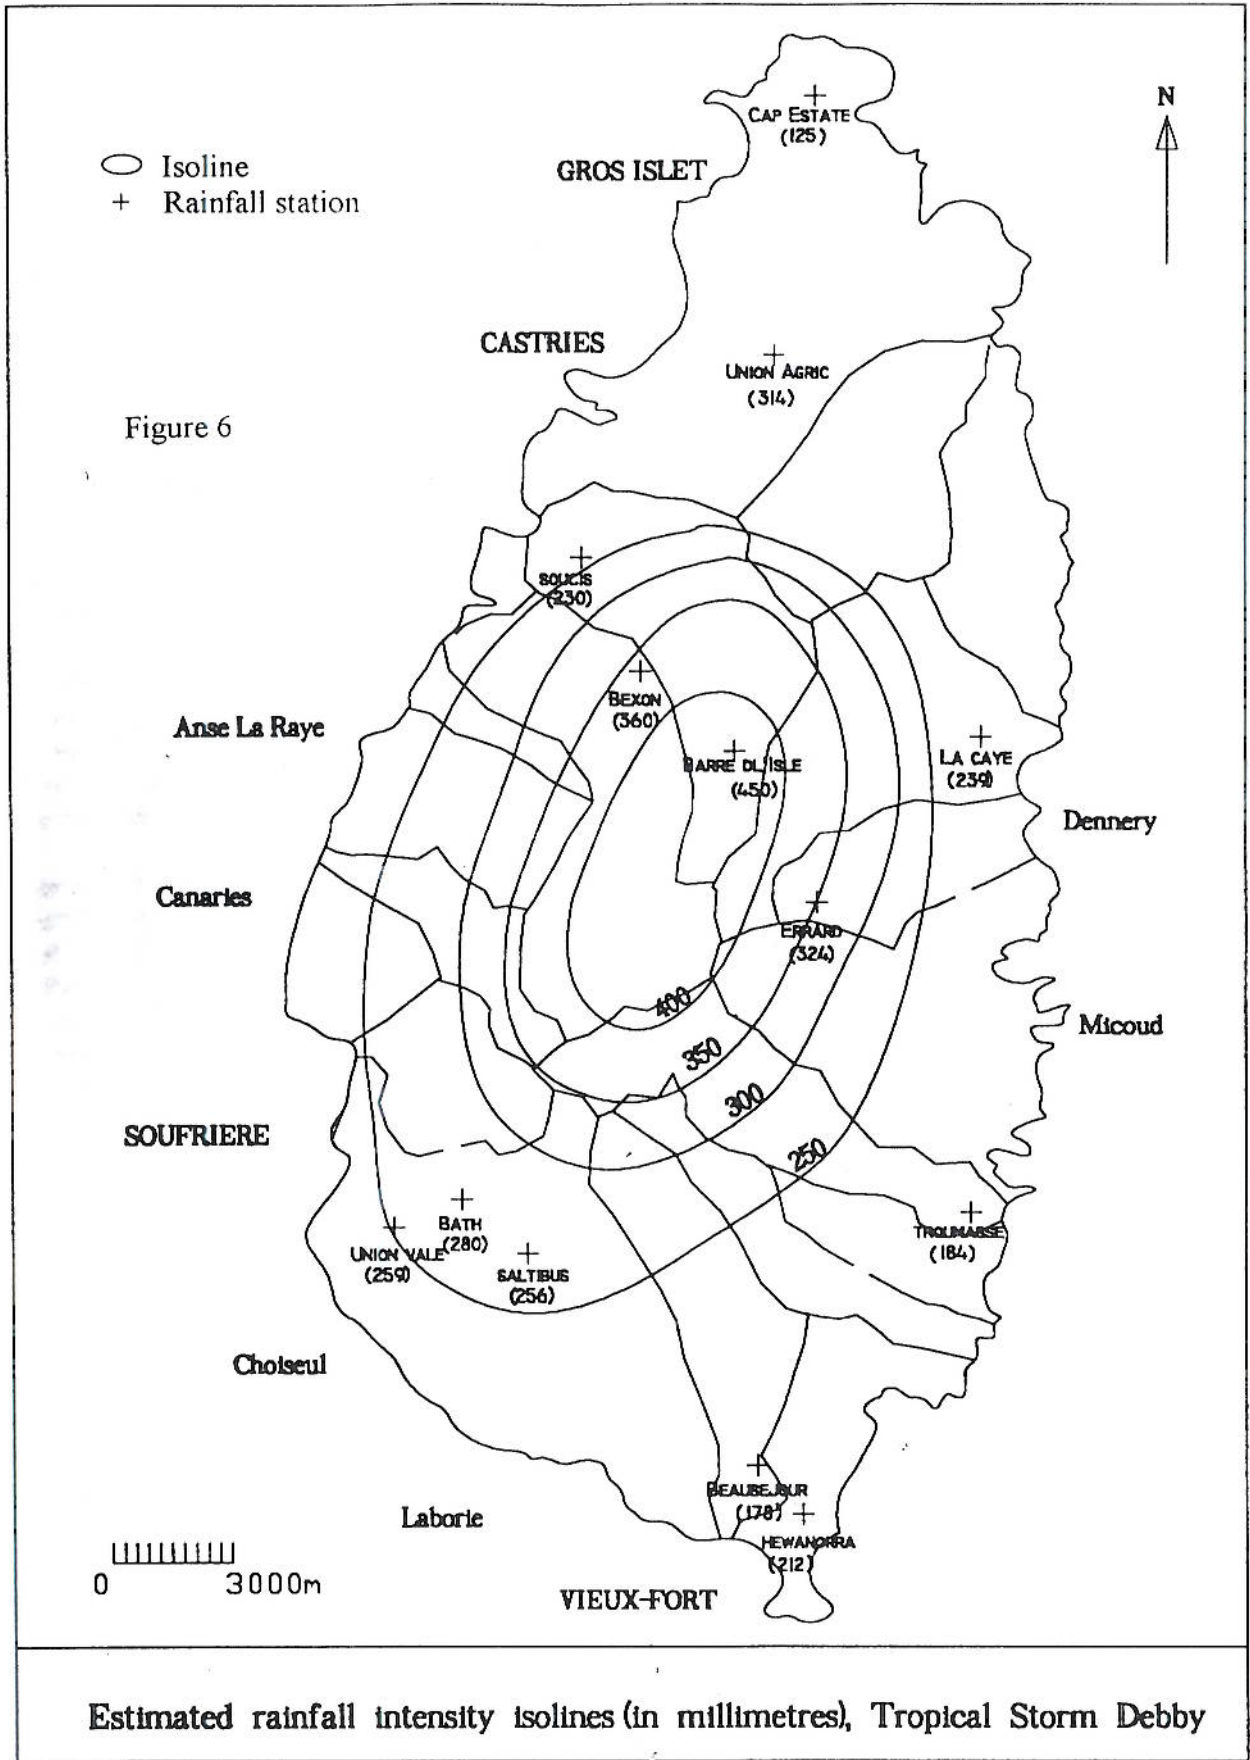 N
CAP ESTATE
(125)
Isoline
Rainfall station
GROS ISLET
CASTRIES
UNION AGRIC
(314)
Figure 6
SOUCIS
(230)
BEXON
(360)
Anse La Raye
BARRE DL'ISLE
(450)
LA CAYE
(239)
Dennery
Canaries
ERRARD
(324)
400
Micoud
350
300
SOUFRIERE
250
BATH
(280)
UNION VALE
(259)
SALTIBUS
(256)
TROUMASSE
(184)
Choiseul
BEAUSEJOUR
(178)
Laborie
HEWANORRA
(212)
0 3000m
VIEUX-FORT
Estimated rainfall intensity isolines (in millimetres), Tropical Storm Debby